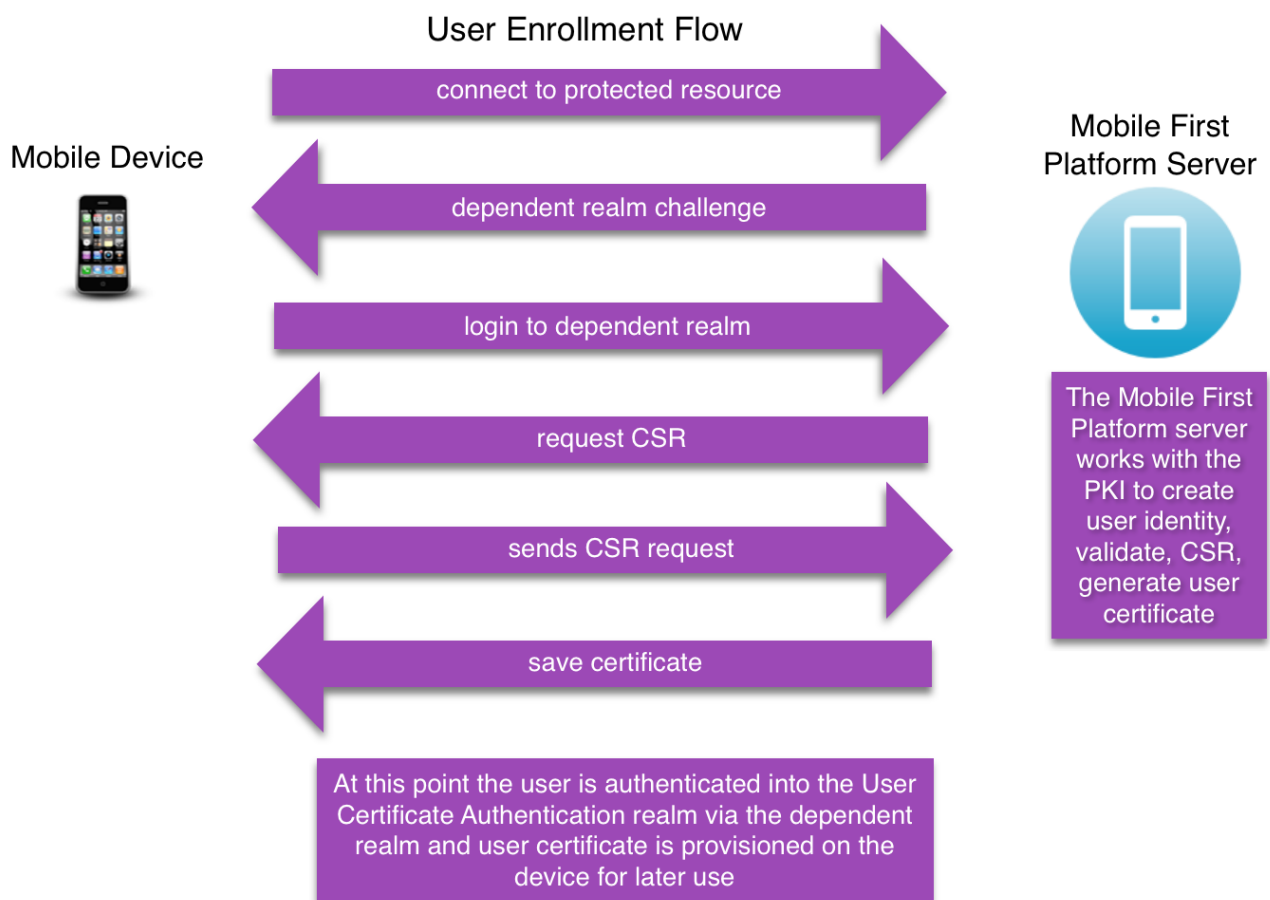 User Enrollment Flow
connect to protected resource
Mobile Device
Mobile First
Platform Server
dependent realm challenge
login to dependent realm
request CSR
sends CSR request
save certificate
The Mobile First
Platform server
works with the
PKI to create
user identity,
validate, CSR,
generate user
certificate
At this point the user is authenticated into the User
Certificate Authentication realm via the dependent
realm and user certificate is provisioned on the
device for later use